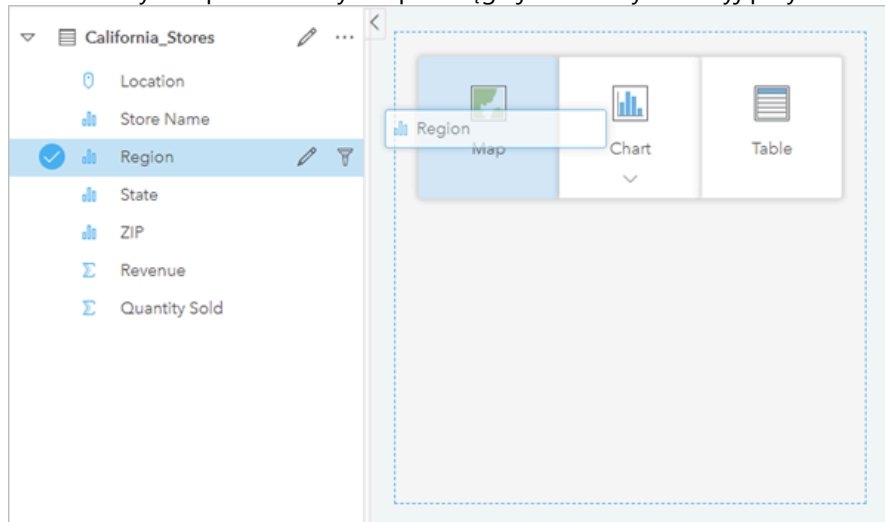 California_Stores
Location
Store Name
Region
State
ZIP
Revenue
Quantity Sold
Region
Map
Chart
Table